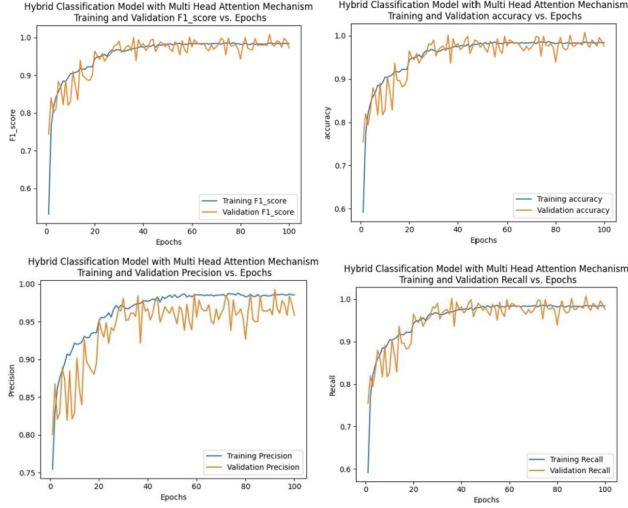 Hybrid Classification Model with Multi Head Attention Mechanism
Training and Validation F1_score vs. Epochs
F1_score
1.0
0.9
0.8
0.7
0.6
Training F1_score
Validation F1_score
0
20
40
60
80
100
Epochs
Hybrid Classification Model with Multi Head Attention Mechanism
Training and Validation accuracy vs. Epochs
accuracy
1.0
0.9
0.8
0.7
0.6
Training accuracy
Validation accuracy
0
20
40
60
80
100
Epochs
Hybrid Classification Model with Multi Head Attention Mechanism
Training and Validation Precision vs. Epochs
Precision
1.00
0.95
0.90
0.85
0.80
0.75
Training Precision
Validation Precision
0
20
40
60
80
100
Epochs
Hybrid Classification Model with Multi Head Attention Mechanism
Training and Validation Recall vs. Epochs
Recall
1.0
0.9
0.8
0.7
0.6
Training Recall
Validation Recall
0
20
40
60
80
100
Epochs